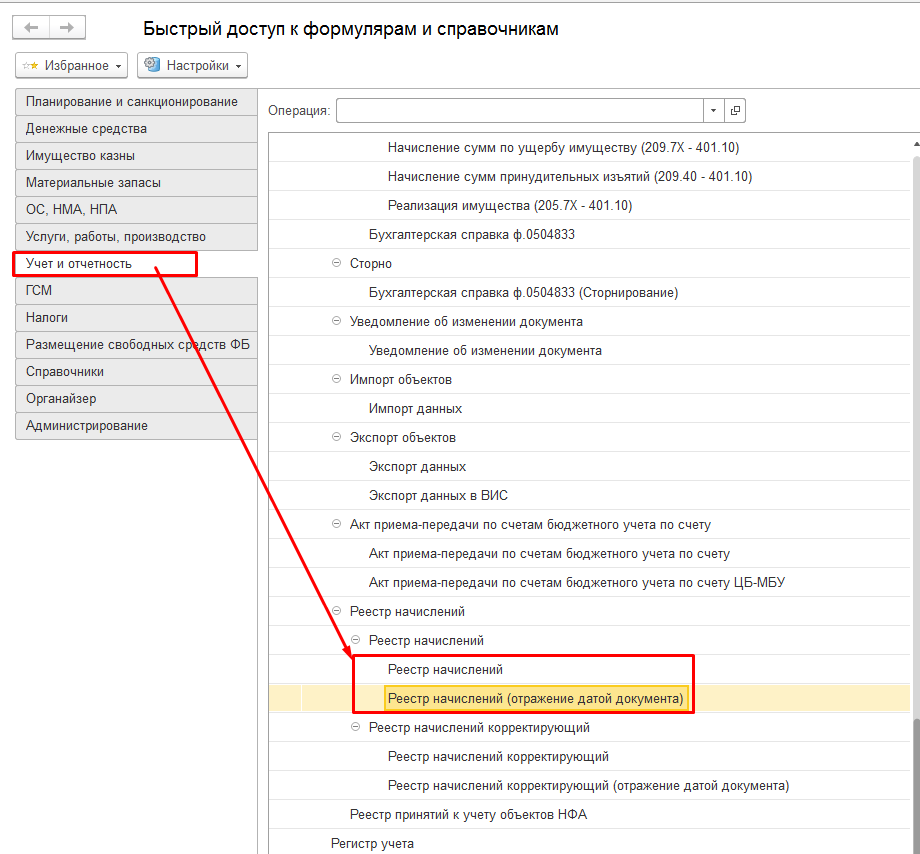 Быстрый доступ к формулярам и справочникам
Избранное
Настройки
Планирование и санкционирование
Денежные средства
Имущество казны
Материальные запасы
ОС, НМА, НПА
Услуги, работы, производство
Учет и отчетность
ГСМ
Налоги
Размещение свободных средств ФБ
Справочники
Органайзер
Администрирование
Операция:
Начисление сумм по ущербу имуществу (209.7X - 401.10)
Начисление сумм принудительных изъятий (209.40 - 401.10)
Реализация имущества (205.7X - 401.10)
Бухгалтерская справка ф.0504833
Сторно
Бухгалтерская справка ф.0504833 (Сторнирование)
Уведомление об изменении документа
Уведомление об изменении документа
Импорт объектов
Импорт данных
Экспорт объектов
Экспорт данных
Экспорт данных в ВИС
Акт приема-передачи по счетам бюджетного учета по счету
Акт приема-передачи по счетам бюджетного учета по счету
Акт приема-передачи по счетам бюджетного учета по счету ЦБ-МБУ
Реестр начислений
Реестр начислений
Реестр начислений
Реестр начислений (отражение датой документа)
Реестр начислений корректирующий
Реестр начислений корректирующий
Реестр начислений корректирующий (отражение датой документа)
Реестр принятий к учету объектов НФА
Регистр учета